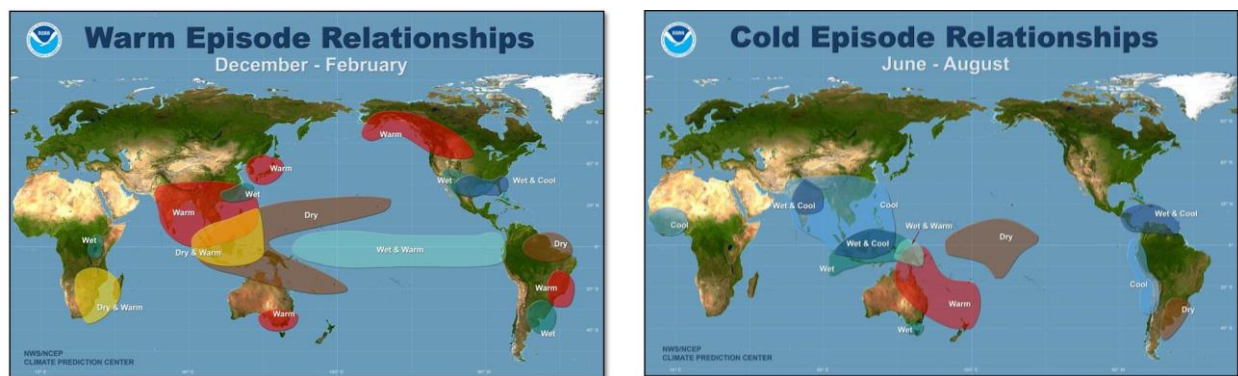 Warm Episode Relationships
December - February
Warm
Warm
Wet
Wet & Cool
Wet
Warm
Dry
Wet
Wet & Warm
Dry
Dry & Warm
Dry & Warm
Warm
Warm
Wet
NWS/NCEP
CLIMATE PREDICTION CENTER
Cold Episode Relationships
June - August
Wet & Cool
Cool
Wet & Cool
Cool
Wet & Warm
Wet & Cool
Dry
Wet
Cool
Warm
Wet
Dry
NWS/NCEP
CLIMATE PREDICTION CENTER